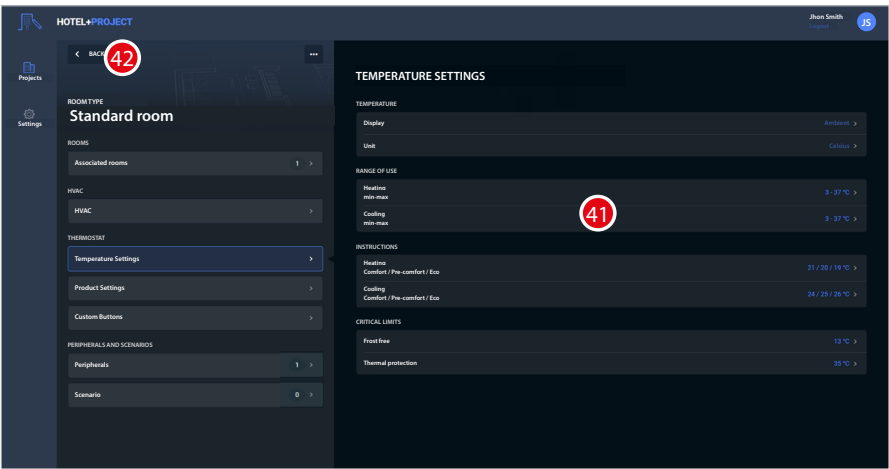 HOTEL+PROJECT
Jhon Smith
Logout
JS
Projects
Settings
BACK
42
ROOM TYPE
Standard room
ROOMS
Associated rooms 1
HVAC
HVAC
THERMOSTAT
Temperature Settings
Product Settings
Custom Buttons
PERIPHERALS AND SCENARIOS
Peripherals 1
Scenario 0
TEMPERATURE SETTINGS
TEMPERATURE
Display Ambient
Unit Celsius
RANGE OF USE
Heating
min-max
3 - 37 °C
Cooling
min-max
3 - 37 °C
41
INSTRUCTIONS
Heating
Comfort / Pre-comfort / Eco
21 / 20 / 19 °C
Cooling
Comfort / Pre-comfort / Eco
24 / 25 / 26 °C
CRITICAL LIMITS
Frost free 13 °C
Thermal protection 35 °C